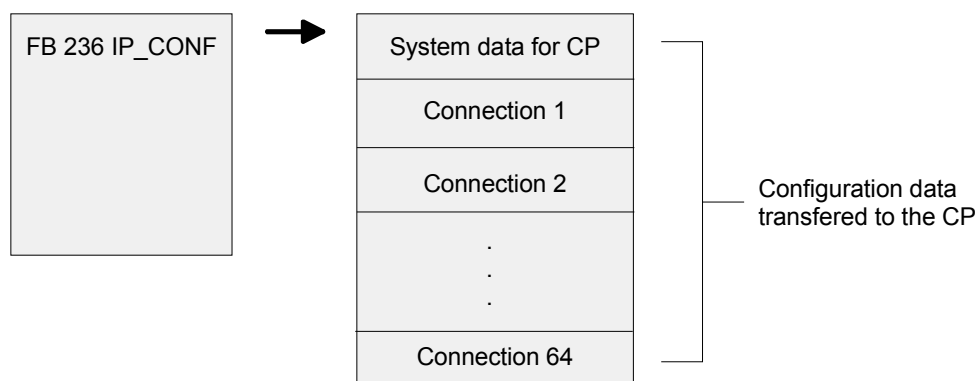 FB 236 IP_CONF
System data for CP
Connection 1
Connection 2
.
.
.
Connection 64
Configuration data
transfered to the CP